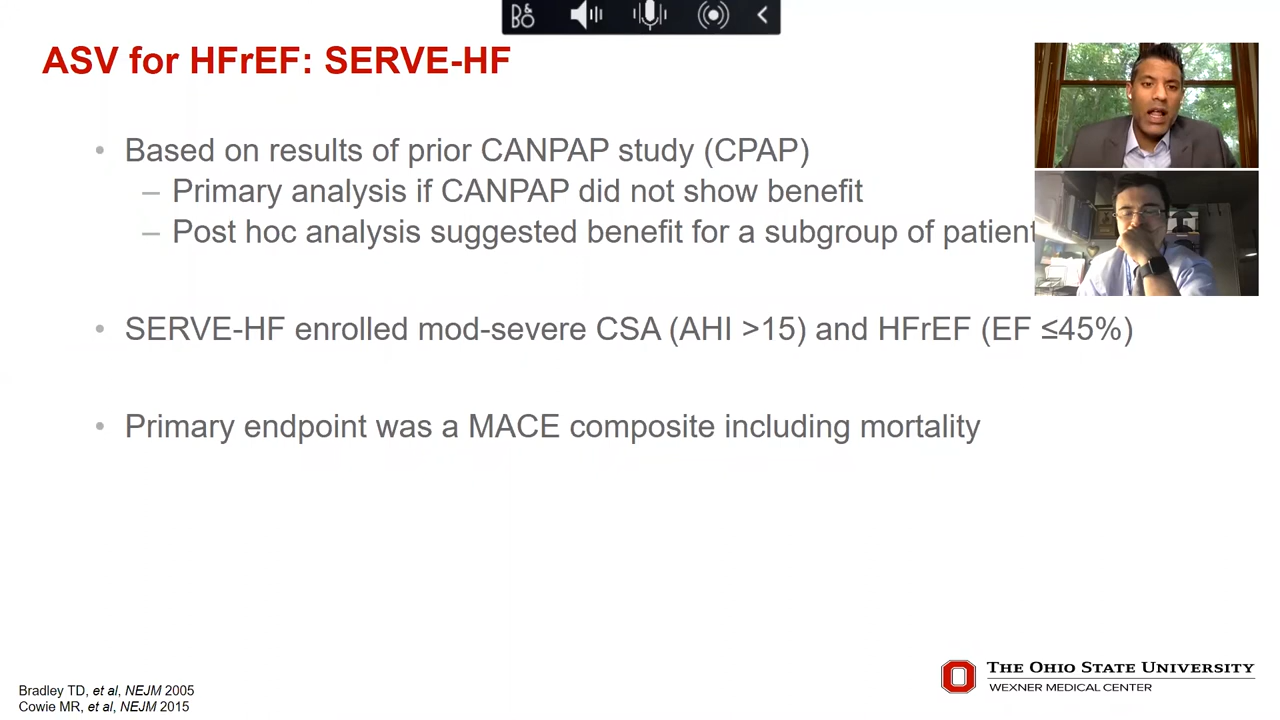 ASV for HFrEF: SERVE-HF
• Based on results of prior CANPAP study (CPAP)
– Primary analysis if CANPAP did not show benefit
– Post hoc analysis suggested benefit for a subgroup of patient
• SERVE-HF enrolled mod-severe CSA (AHI >15) and HFrEF (EF ≤45%)
• Primary endpoint was a MACE composite including mortality
Bradley TD, et al, NEJM 2005
Cowie MR, et al, NEJM 2015
THE OHIO STATE UNIVERSITY
WEXNER MEDICAL CENTER